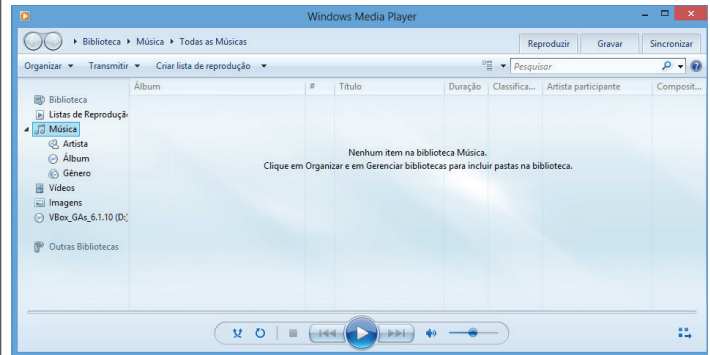 Windows Media Player
Biblioteca Música Todas as Músicas
Reproduzir Gravar Sincronizar
Organizar Transmitir Criar lista de reprodução Pesquisar
Álbum # Título Duração Classifica... Artista participante Composit...
Biblioteca
Listas de Reproduçã
Música
Artista
Álbum
Gênero
Vídeos
Imagens
VBox_GAs_6.1.10 (D:)
Outras Bibliotecas
Nenhum item na biblioteca Música.
Clique em Organizar e em Gerenciar bibliotecas para incluir pastas na biblioteca.